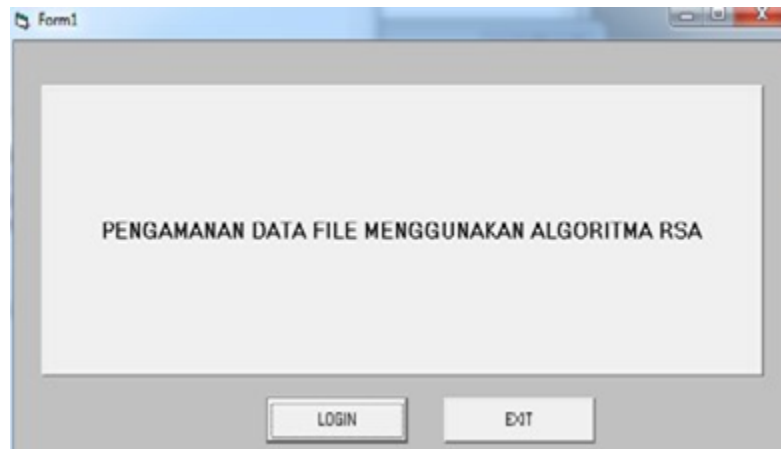 Form1
PENGAMANAN DATA FILE MENGGUNAKAN ALGORITMA RSA
LOGIN
EXIT